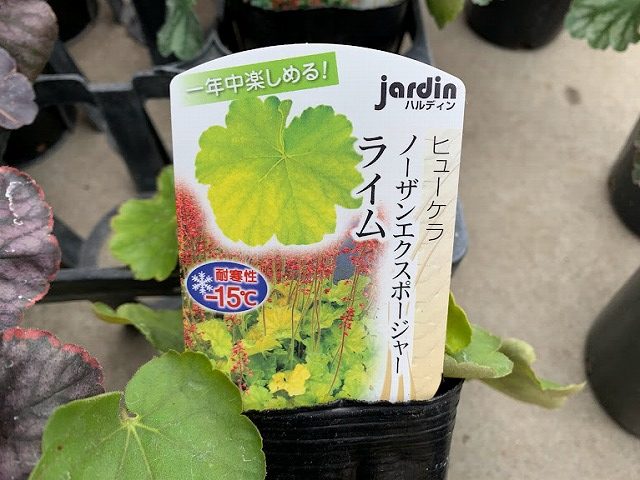 一年中楽しめる!
jardin
ハルディン
ヒューケラ
ノーザンエクスポージャー
ライム
耐寒性
-15℃